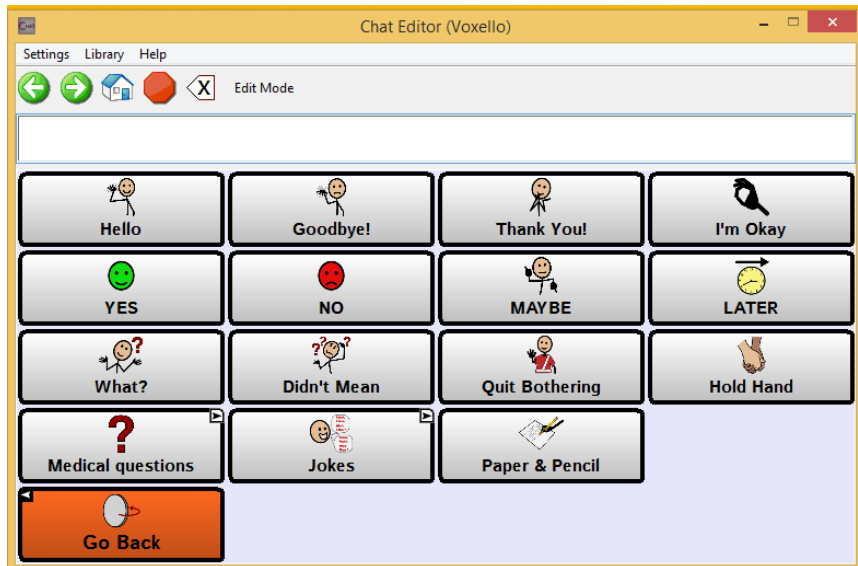 Chat Editor (Voxello)
Settings Library Help
X Edit Mode
Hello Goodbye! Thank You! I'm Okay
YES NO MAYBE LATER
What? Didn't Mean Quit Bothering Hold Hand
Medical questions Jokes Paper & Pencil
Go Back